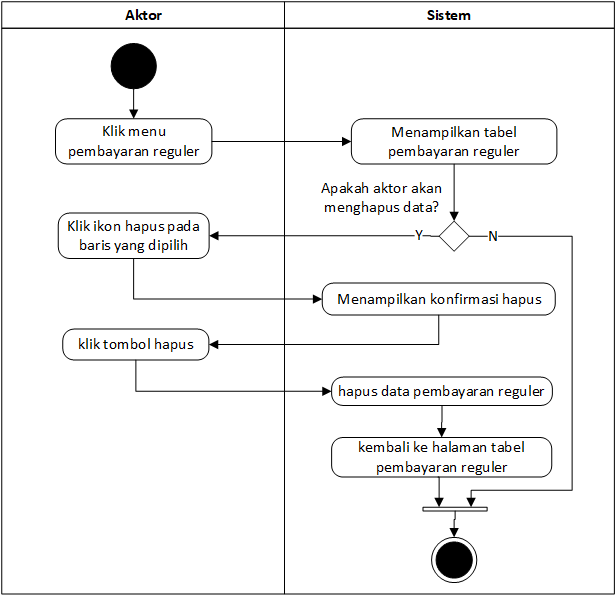 Aktor
Sistem
Klik menu
pembayaran reguler
Menampilkan tabel
pembayaran reguler
Apakah aktor akan
menghapus data?
Y
N
Klik ikon hapus pada
baris yang dipilih
Menampilkan konfirmasi hapus
klik tombol hapus
hapus data pembayaran reguler
kembali ke halaman tabel
pembayaran reguler